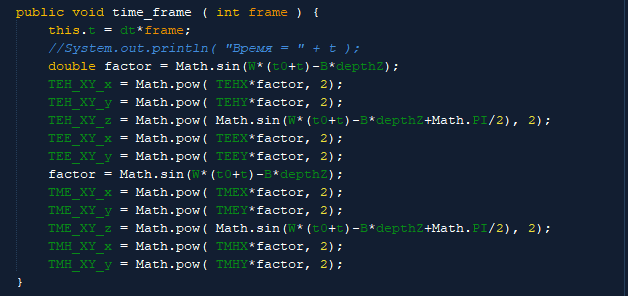 public void time_frame ( int frame ) {
this.t = dt*frame;
//System.out.println( "Время = " + t );
double factor = Math.sin(W*(t0+t)-B*depthZ);
TEH_XY_x = Math.pow( TEHX*factor, 2);
TEH_XY_y = Math.pow( TEHY*factor, 2);
TEH_XY_z = Math.pow( Math.sin(W*(t0+t)-B*depthZ+Math.PI/2), 2);
TEE_XY_x = Math.pow( TEEX*factor, 2);
TEE_XY_y = Math.pow( TEEY*factor, 2);
factor = Math.sin(W*(t0+t)-B*depthZ);
TME_XY_x = Math.pow( TMEX*factor, 2);
TME_XY_y = Math.pow( TMEY*factor, 2);
TME_XY_z = Math.pow( Math.sin(W*(t0+t)-B*depthZ+Math.PI/2), 2);
TMH_XY_x = Math.pow( TMHX*factor, 2);
TMH_XY_y = Math.pow( TMHY*factor, 2);
}